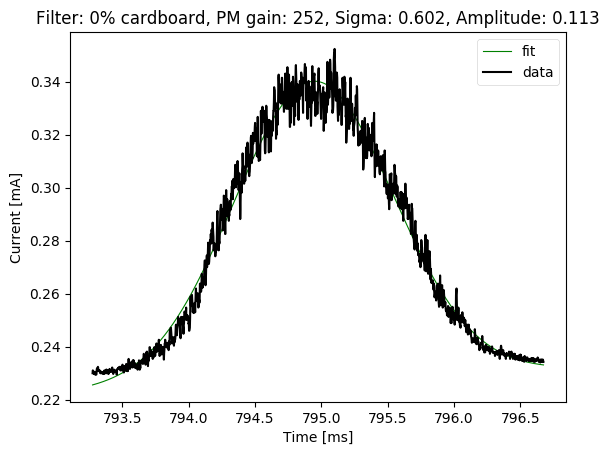 Filter: 0% cardboard, PM gain: 252, Sigma: 0.602, Amplitude: 0.113
fit
data
0.34
0.32
0.30
0.28
0.26
0.24
0.22
Current [mA]
793.5 794.0 794.5 795.0 795.5 796.0 796.5
Time [ms]